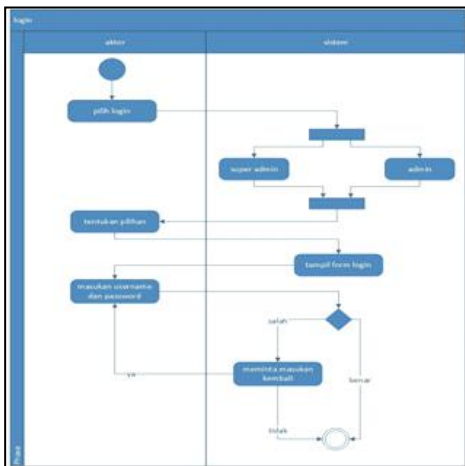 login
aktor
sistem
pilih login
super admin
admin
tentukan pilihan
tampil form login
masukan username
dan password
salah
meminta masukan
kembali
benar
ya
tidak
Phase